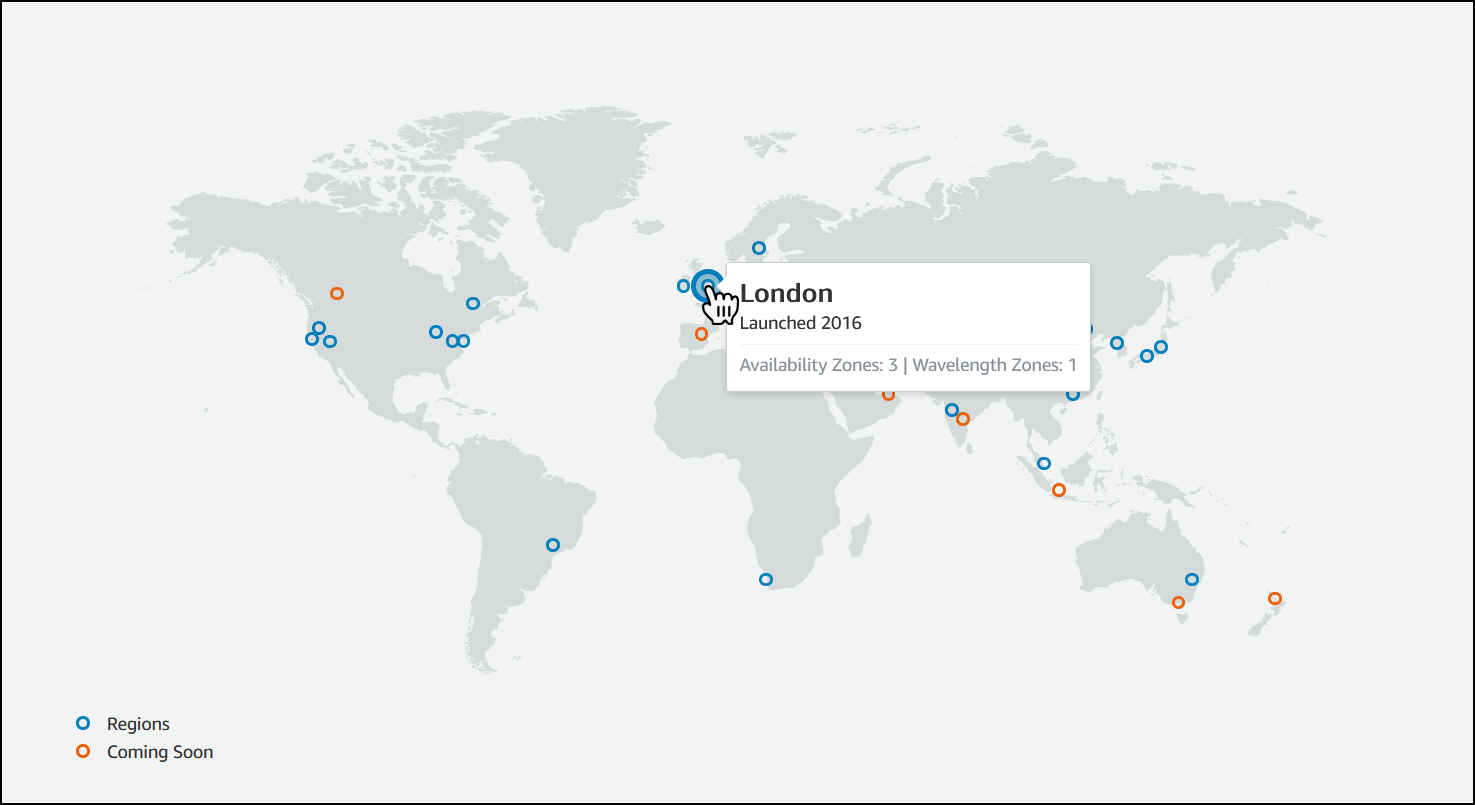 London
Launched 2016
Availability Zones: 3 | Wavelength Zones: 1
Regions
Coming Soon